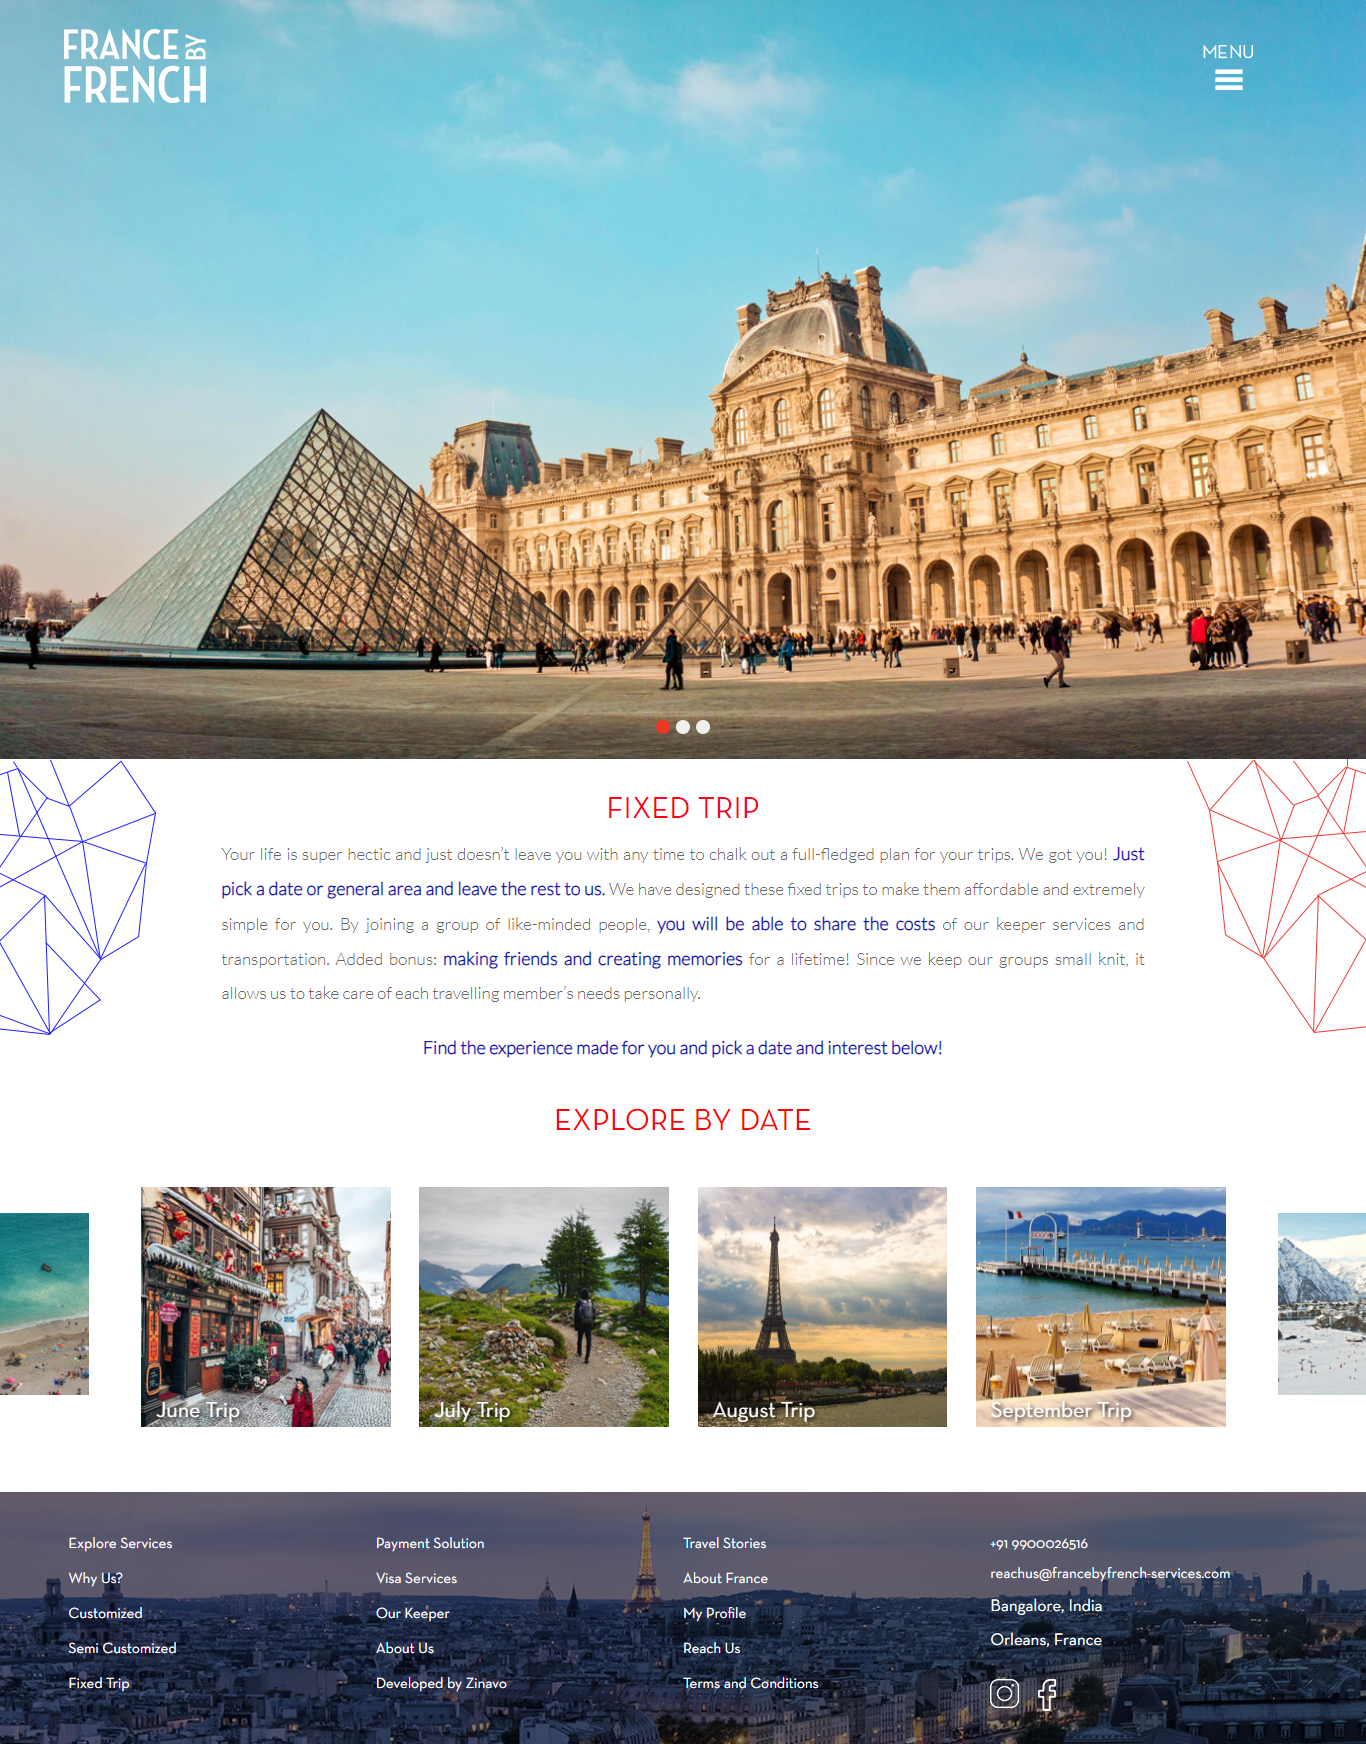 FRANCE BY
FRENCH
MENU
FIXED TRIP
Your life is super hectic and just doesn’t leave you with any time to chalk out a full-fledged plan for your trips. We got you! Just
pick a date or general area and leave the rest to us. We have designed these fixed trips to make them affordable and extremely
simple for you. By joining a group of like-minded people, you will be able to share the costs of our keeper services and
transportation. Added bonus: making friends and creating memories for a lifetime! Since we keep our groups small knit, it
allows us to take care of each travelling member’s needs personally.
Find the experience made for you and pick a date and interest below!
EXPLORE BY DATE
June Trip
July Trip
August Trip
September Trip
Explore Services
Why Us?
Customized
Semi Customized
Fixed Trip
Payment Solution
Visa Services
Our Keeper
About Us
Developed by Zinavo
Travel Stories
About France
My Profile
Reach Us
Terms and Conditions
+91 9900026516
reachus@francebyfrench-services.com
Bangalore, India
Orleans, France